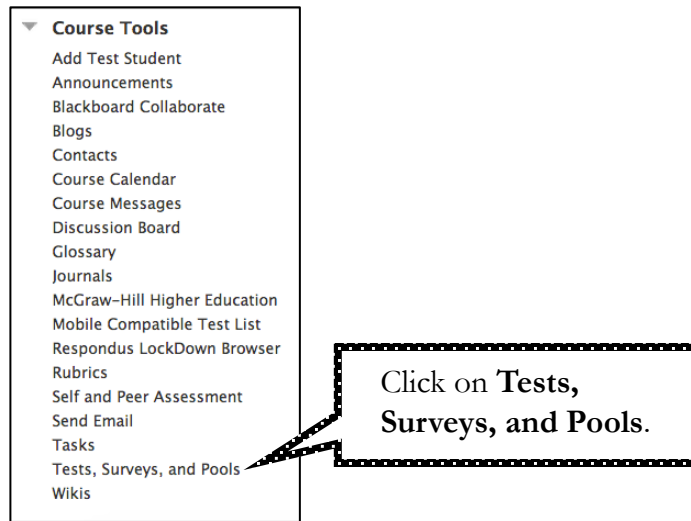 Course Tools
Add Test Student
Announcements
Blackboard Collaborate
Blogs
Contacts
Course Calendar
Course Messages
Discussion Board
Glossary
Journals
McGraw-Hill Higher Education
Mobile Compatible Test List
Respondus LockDown Browser
Rubrics
Self and Peer Assessment
Send Email
Tasks
Tests, Surveys, and Pools
Wikis
Click on Tests,
Surveys, and Pools.